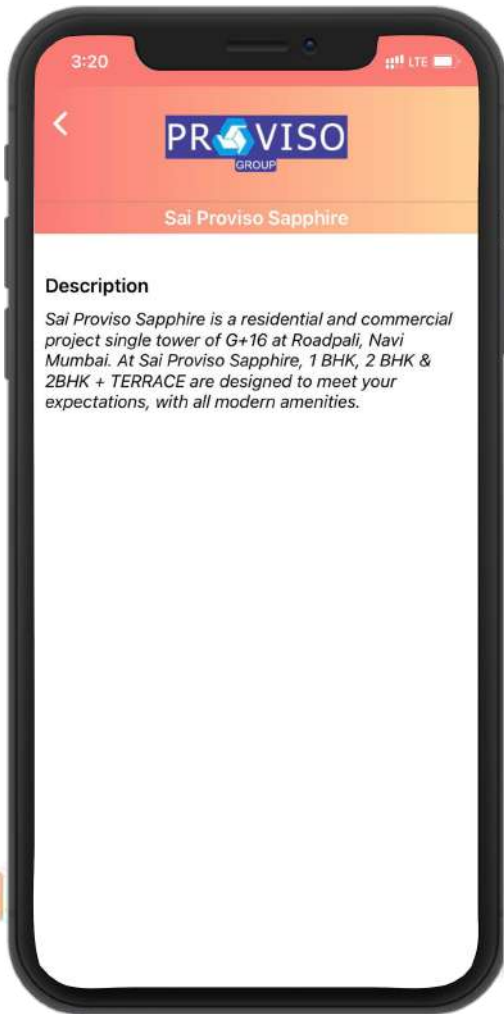 3:20
LTE
PROVISO
GROUP
Sai Proviso Sapphire
Description
Sai Proviso Sapphire is a residential and commercial
project single tower of G+16 at Roadpali, Navi
Mumbai. At Sai Proviso Sapphire, 1 BHK, 2 BHK &
2BHK + TERRACE are designed to meet your
expectations, with all modern amenities.